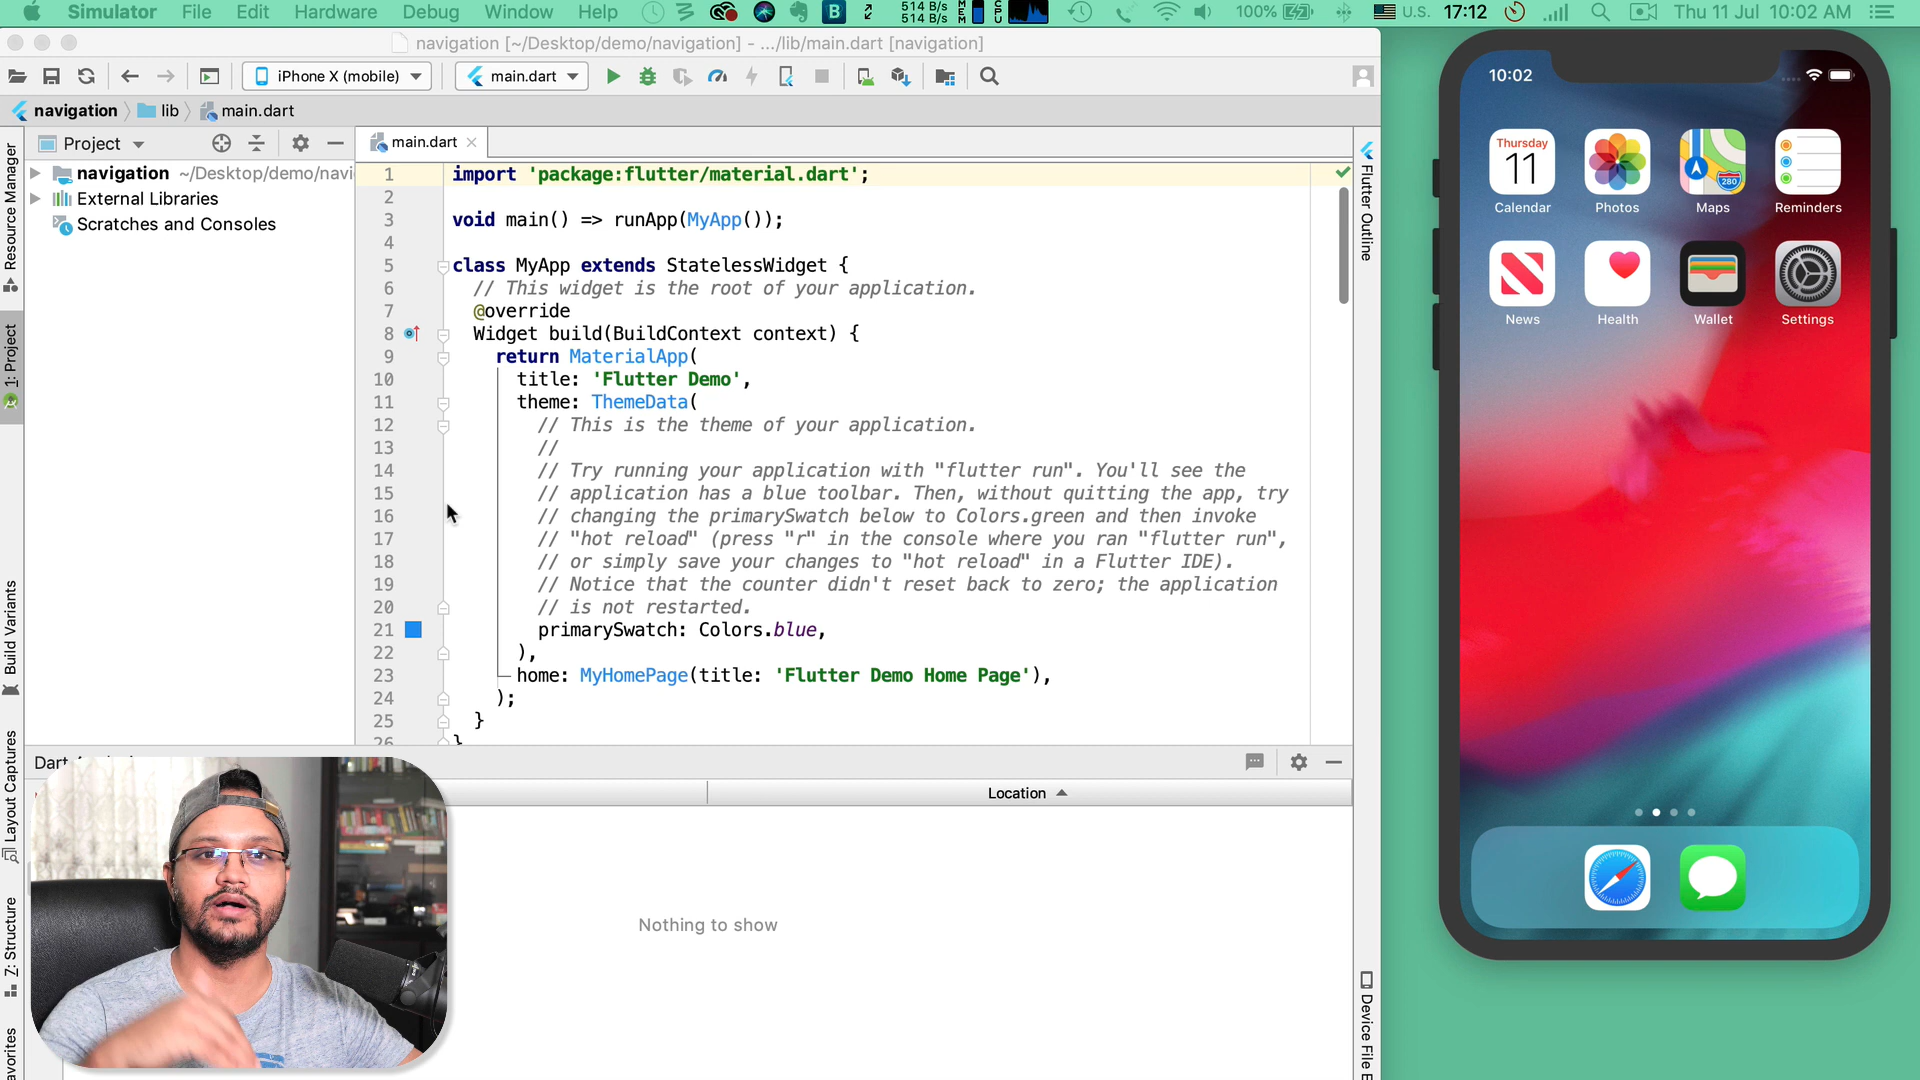 Simulator File Edit Hardware Debug Window Help
514 B/s
514 B/s
MEM
CPU
100%
U.S.
17:12
Thu 11 Jul 10:02 AM
navigation [~/Desktop/demo/navigation] - .../lib/main.dart [navigation]
iPhone X (mobile)
main.dart
navigation
lib
main.dart
Project
main.dart
navigation ~/Desktop/demo/navi
External Libraries
Scratches and Consoles
Resource Manager
1: Project
Build Variants
Layout Captures
Z: Structure
avorites
1 import 'package:flutter/material.dart';
2
3 void main() => runApp(MyApp());
4
5 class MyApp extends StatelessWidget {
6 // This widget is the root of your application.
7 @override
8 Widget build(BuildContext context) {
9 return MaterialApp(
10 title: 'Flutter Demo',
11 theme: ThemeData(
12 // This is the theme of your application.
13 //
14 // Try running your application with "flutter run". You'll see the
15 // application has a blue toolbar. Then, without quitting the app, try
16 // changing the primarySwatch below to Colors.green and then invoke
17 // "hot reload" (press "r" in the console where you ran "flutter run",
18 // or simply save your changes to "hot reload" in a Flutter IDE).
19 // Notice that the counter didn't reset back to zero; the application
20 // is not restarted.
21 primarySwatch: Colors.blue,
22 ),
23 home: MyHomePage(title: 'Flutter Demo Home Page'),
24 );
25 }
26 }
Flutter Outline
Device File E
Dart
Location
Nothing to show
10:02
Thursday
11
280
Calendar
Photos
Maps
Reminders
News
Health
Wallet
Settings